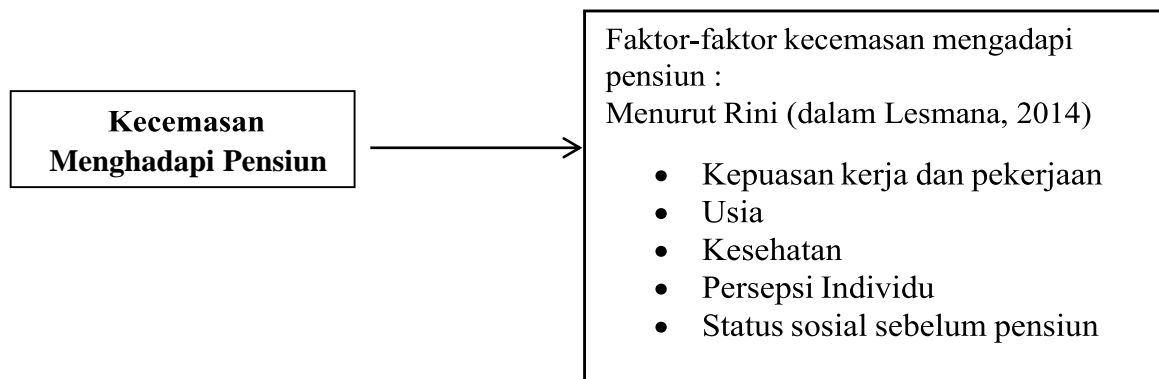 Kecemasan
Menghadapi Pensiun
Faktor-faktor kecemasan mengadapi
pensiun :
Menurut Rini (dalam Lesmana, 2014)
• Kepuasan kerja dan pekerjaan
• Usia
• Kesehatan
• Persepsi Individu
• Status sosial sebelum pensiun